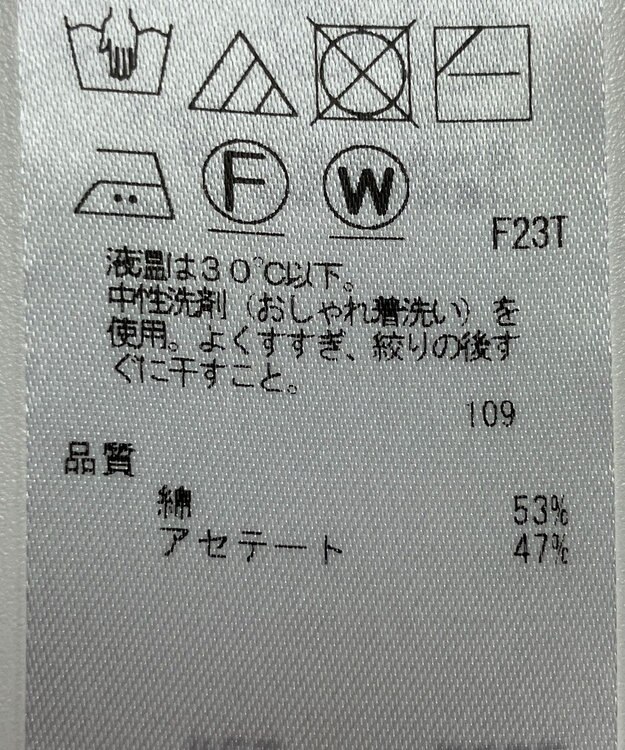 F
W
F23T
液温は30℃以下。
中性洗剤（おしゃれ着洗い）を
使用。よくすすぎ、絞りの後す
ぐに干すこと。
109
品質
綿 53%
アセテート 47%